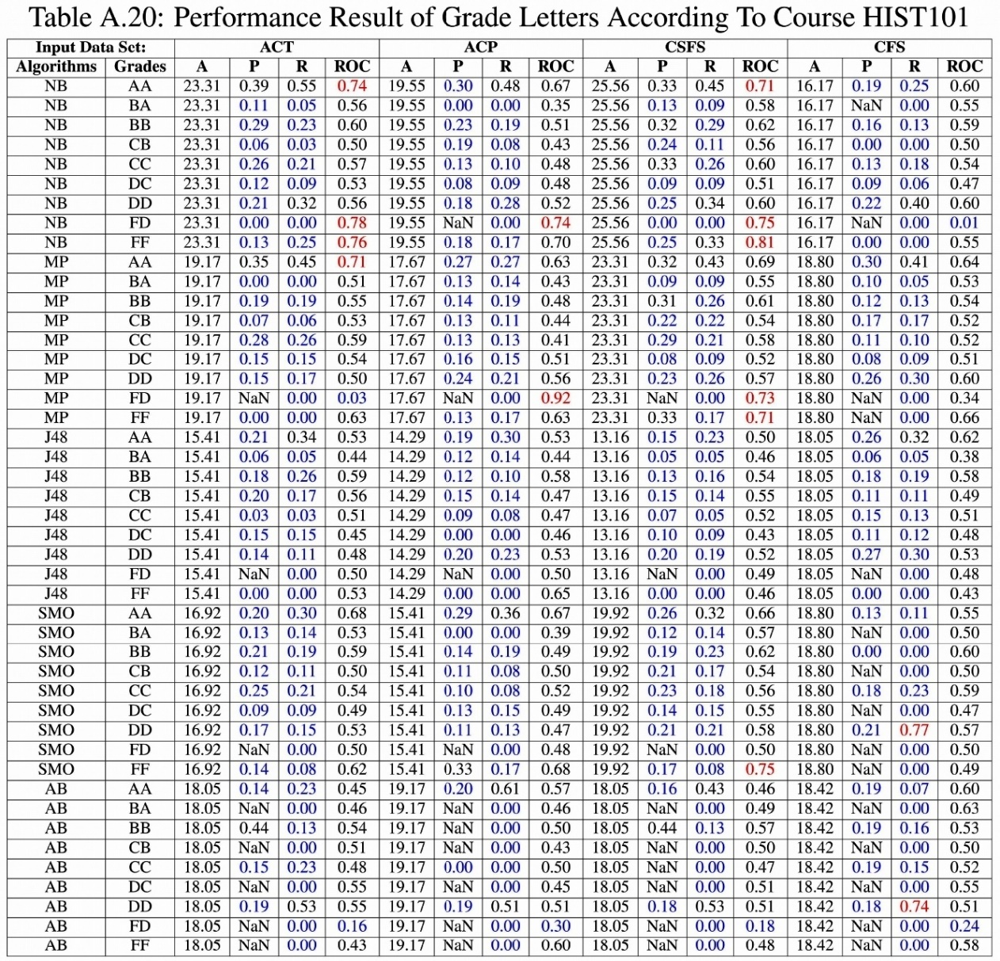 Table A.20: Performance Result of Grade Letters According To Course HIST101
Input Data Set: ACT ACP CSFS CFS
Algorithms Grades A P R ROC A P R ROC A P R ROC A P R ROC
NB AA 23.31 0.39 0.55 0.74 19.55 0.30 0.48 0.67 25.56 0.33 0.45 0.71 16.17 0.19 0.25 0.60
NB BA 23.31 0.11 0.05 0.56 19.55 0.00 0.00 0.35 25.56 0.13 0.09 0.58 16.17 NaN 0.00 0.55
NB BB 23.31 0.29 0.23 0.60 19.55 0.23 0.19 0.51 25.56 0.32 0.29 0.62 16.17 0.16 0.13 0.59
NB CB 23.31 0.06 0.03 0.50 19.55 0.19 0.08 0.43 25.56 0.24 0.11 0.56 16.17 0.00 0.00 0.50
NB CC 23.31 0.26 0.21 0.57 19.55 0.13 0.10 0.48 25.56 0.33 0.26 0.60 16.17 0.13 0.18 0.54
NB DC 23.31 0.12 0.09 0.53 19.55 0.08 0.09 0.48 25.56 0.09 0.09 0.51 16.17 0.09 0.06 0.47
NB DD 23.31 0.21 0.32 0.56 19.55 0.18 0.28 0.52 25.56 0.25 0.34 0.60 16.17 0.22 0.40 0.60
NB FD 23.31 0.00 0.00 0.78 19.55 NaN 0.00 0.74 25.56 0.00 0.00 0.75 16.17 NaN 0.00 0.01
NB FF 23.31 0.13 0.25 0.76 19.55 0.18 0.17 0.70 25.56 0.25 0.33 0.81 16.17 0.00 0.00 0.55
MP AA 19.17 0.35 0.45 0.71 17.67 0.27 0.27 0.63 23.31 0.32 0.43 0.69 18.80 0.30 0.41 0.64
MP BA 19.17 0.00 0.00 0.51 17.67 0.13 0.14 0.43 23.31 0.09 0.09 0.55 18.80 0.10 0.05 0.53
MP BB 19.17 0.19 0.19 0.55 17.67 0.14 0.19 0.48 23.31 0.31 0.26 0.61 18.80 0.12 0.13 0.54
MP CB 19.17 0.07 0.06 0.53 17.67 0.13 0.11 0.44 23.31 0.22 0.22 0.54 18.80 0.17 0.17 0.52
MP CC 19.17 0.28 0.26 0.59 17.67 0.13 0.13 0.41 23.31 0.29 0.21 0.58 18.80 0.11 0.10 0.52
MP DC 19.17 0.15 0.15 0.54 17.67 0.16 0.15 0.51 23.31 0.08 0.09 0.52 18.80 0.08 0.09 0.51
MP DD 19.17 0.15 0.17 0.50 17.67 0.24 0.21 0.56 23.31 0.23 0.26 0.57 18.80 0.26 0.30 0.60
MP FD 19.17 NaN 0.00 0.03 17.67 NaN 0.00 0.92 23.31 NaN 0.00 0.73 18.80 NaN 0.00 0.34
MP FF 19.17 0.00 0.00 0.63 17.67 0.13 0.17 0.63 23.31 0.33 0.17 0.71 18.80 NaN 0.00 0.66
J48 AA 15.41 0.21 0.34 0.53 14.29 0.19 0.30 0.53 13.16 0.15 0.23 0.50 18.05 0.26 0.32 0.62
J48 BA 15.41 0.06 0.05 0.44 14.29 0.12 0.14 0.44 13.16 0.05 0.05 0.46 18.05 0.06 0.05 0.38
J48 BB 15.41 0.18 0.26 0.59 14.29 0.12 0.10 0.58 13.16 0.13 0.16 0.54 18.05 0.18 0.19 0.58
J48 CB 15.41 0.20 0.17 0.56 14.29 0.15 0.14 0.47 13.16 0.15 0.14 0.55 18.05 0.11 0.11 0.49
J48 CC 15.41 0.03 0.03 0.51 14.29 0.09 0.08 0.47 13.16 0.07 0.05 0.52 18.05 0.15 0.13 0.51
J48 DC 15.41 0.15 0.15 0.45 14.29 0.00 0.00 0.46 13.16 0.10 0.09 0.43 18.05 0.11 0.12 0.48
J48 DD 15.41 0.14 0.11 0.48 14.29 0.20 0.23 0.53 13.16 0.20 0.19 0.52 18.05 0.27 0.30 0.53
J48 FD 15.41 NaN 0.00 0.50 14.29 NaN 0.00 0.50 13.16 NaN 0.00 0.49 18.05 NaN 0.00 0.48
J48 FF 15.41 0.00 0.00 0.53 14.29 0.00 0.00 0.65 13.16 0.00 0.00 0.46 18.05 0.00 0.00 0.43
SMO AA 16.92 0.20 0.30 0.68 15.41 0.29 0.36 0.67 19.92 0.26 0.32 0.66 18.80 0.13 0.11 0.55
SMO BA 16.92 0.13 0.14 0.53 15.41 0.00 0.00 0.39 19.92 0.12 0.14 0.57 18.80 NaN 0.00 0.50
SMO BB 16.92 0.21 0.19 0.59 15.41 0.14 0.19 0.49 19.92 0.19 0.23 0.62 18.80 0.00 0.00 0.60
SMO CB 16.92 0.12 0.11 0.50 15.41 0.11 0.08 0.50 19.92 0.21 0.17 0.54 18.80 NaN 0.00 0.50
SMO CC 16.92 0.25 0.21 0.54 15.41 0.10 0.08 0.52 19.92 0.23 0.18 0.56 18.80 0.18 0.23 0.59
SMO DC 16.92 0.09 0.09 0.49 15.41 0.13 0.15 0.49 19.92 0.14 0.15 0.55 18.80 NaN 0.00 0.47
SMO DD 16.92 0.17 0.15 0.53 15.41 0.11 0.13 0.47 19.92 0.21 0.21 0.58 18.80 0.21 0.77 0.57
SMO FD 16.92 NaN 0.00 0.50 15.41 NaN 0.00 0.48 19.92 NaN 0.00 0.50 18.80 NaN 0.00 0.50
SMO FF 16.92 0.14 0.08 0.62 15.41 0.33 0.17 0.68 19.92 0.17 0.08 0.75 18.80 NaN 0.00 0.49
AB AA 18.05 0.14 0.23 0.45 19.17 0.20 0.61 0.57 18.05 0.16 0.43 0.46 18.42 0.19 0.07 0.60
AB BA 18.05 NaN 0.00 0.46 19.17 NaN 0.00 0.46 18.05 NaN 0.00 0.49 18.42 NaN 0.00 0.63
AB BB 18.05 0.44 0.13 0.54 19.17 NaN 0.00 0.50 18.05 0.44 0.13 0.57 18.42 0.19 0.16 0.53
AB CB 18.05 NaN 0.00 0.51 19.17 NaN 0.00 0.43 18.05 NaN 0.00 0.50 18.42 NaN 0.00 0.50
AB CC 18.05 0.15 0.23 0.48 19.17 0.00 0.00 0.50 18.05 NaN 0.00 0.47 18.42 0.19 0.15 0.52
AB DC 18.05 NaN 0.00 0.55 19.17 NaN 0.00 0.45 18.05 NaN 0.00 0.51 18.42 NaN 0.00 0.55
AB DD 18.05 0.19 0.53 0.55 19.17 0.19 0.51 0.51 18.05 0.18 0.53 0.51 18.42 0.18 0.74 0.51
AB FD 18.05 NaN 0.00 0.16 19.17 NaN 0.00 0.30 18.05 NaN 0.00 0.18 18.42 NaN 0.00 0.24
AB FF 18.05 NaN 0.00 0.43 19.17 NaN 0.00 0.60 18.05 NaN 0.00 0.48 18.42 NaN 0.00 0.58